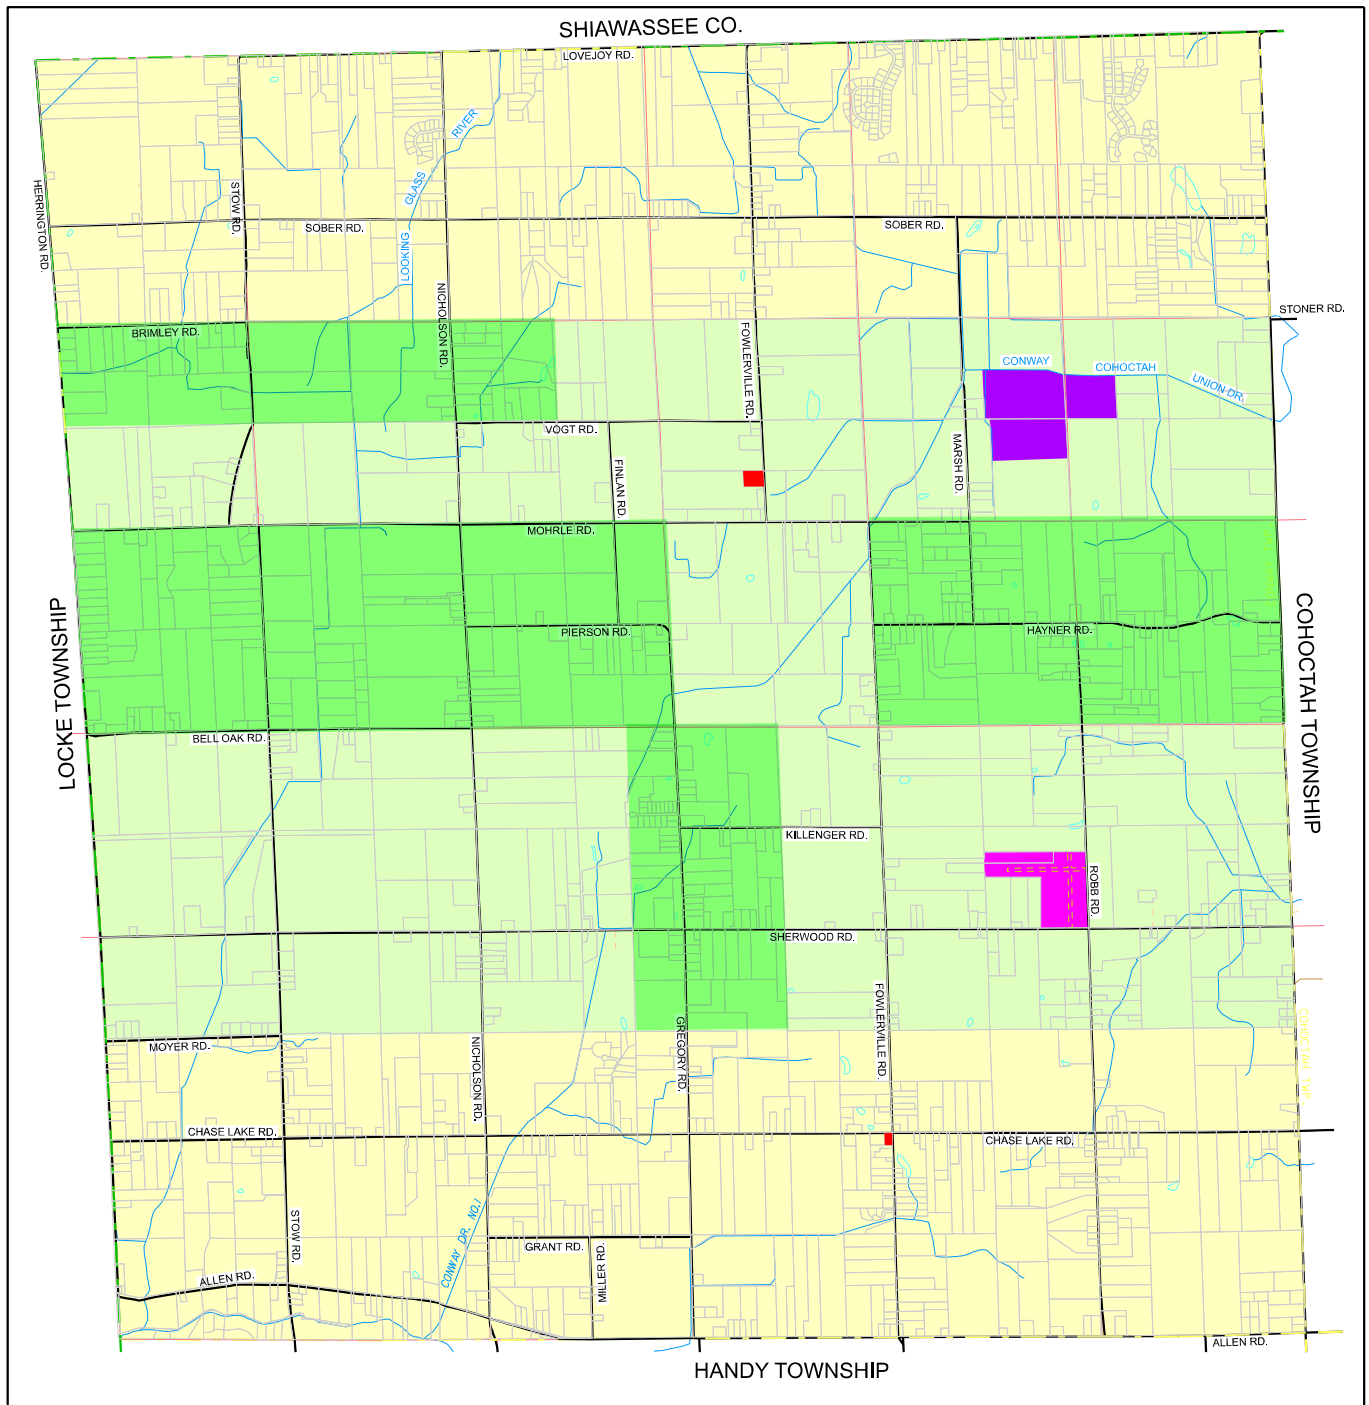 SHIAWASSEE CO.
LOVEJOY RD.
RIVER
GLASS
LOOKING
HERRINGTON RD.
STOW RD.
SOBER RD.
SOBER RD.
NICHOLSON RD.
STONER RD.
BRIMLEY RD.
FOWLERVILLE RD.
CONWAY
COHOCTAH
UNION DR.
VOGT RD.
FINLAN RD.
MARSH RD.
MOHRLE RD.
PIERSON RD.
HAYNER RD.
LOCKE TOWNSHIP
COHOCTAH TOWNSHIP
BELL OAK RD.
KILLENGER RD.
ROBB RD.
SHERWOOD RD.
FOWLERVILLE RD.
GREGORY RD.
NICHOLSON RD.
MOYER RD.
COHOCTAH TWP.
CHASE LAKE RD.
CHASE LAKE RD.
STOW RD.
CONWAY DR. NO.1
GRANT RD.
MILLER RD.
ALLEN RD.
ALLEN RD.
HANDY TOWNSHIP